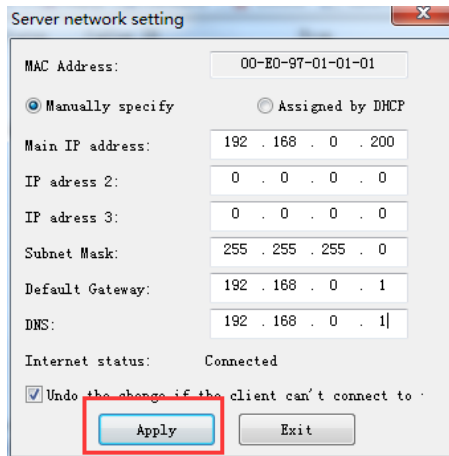 Server network setting
MAC Address: 00-E0-97-01-01-01
Manually specify Assigned by DHCP
Main IP address: 192 . 168 . 0 . 200
IP adress 2: 0 . 0 . 0 . 0
IP adress 3: 0 . 0 . 0 . 0
Subnet Mask: 255 . 255 . 255 . 0
Default Gateway: 192 . 168 . 0 . 1
DNS: 192 . 168 . 0 . 1
Internet status: Connected
Undo the change if the client can't connect to
Apply Exit